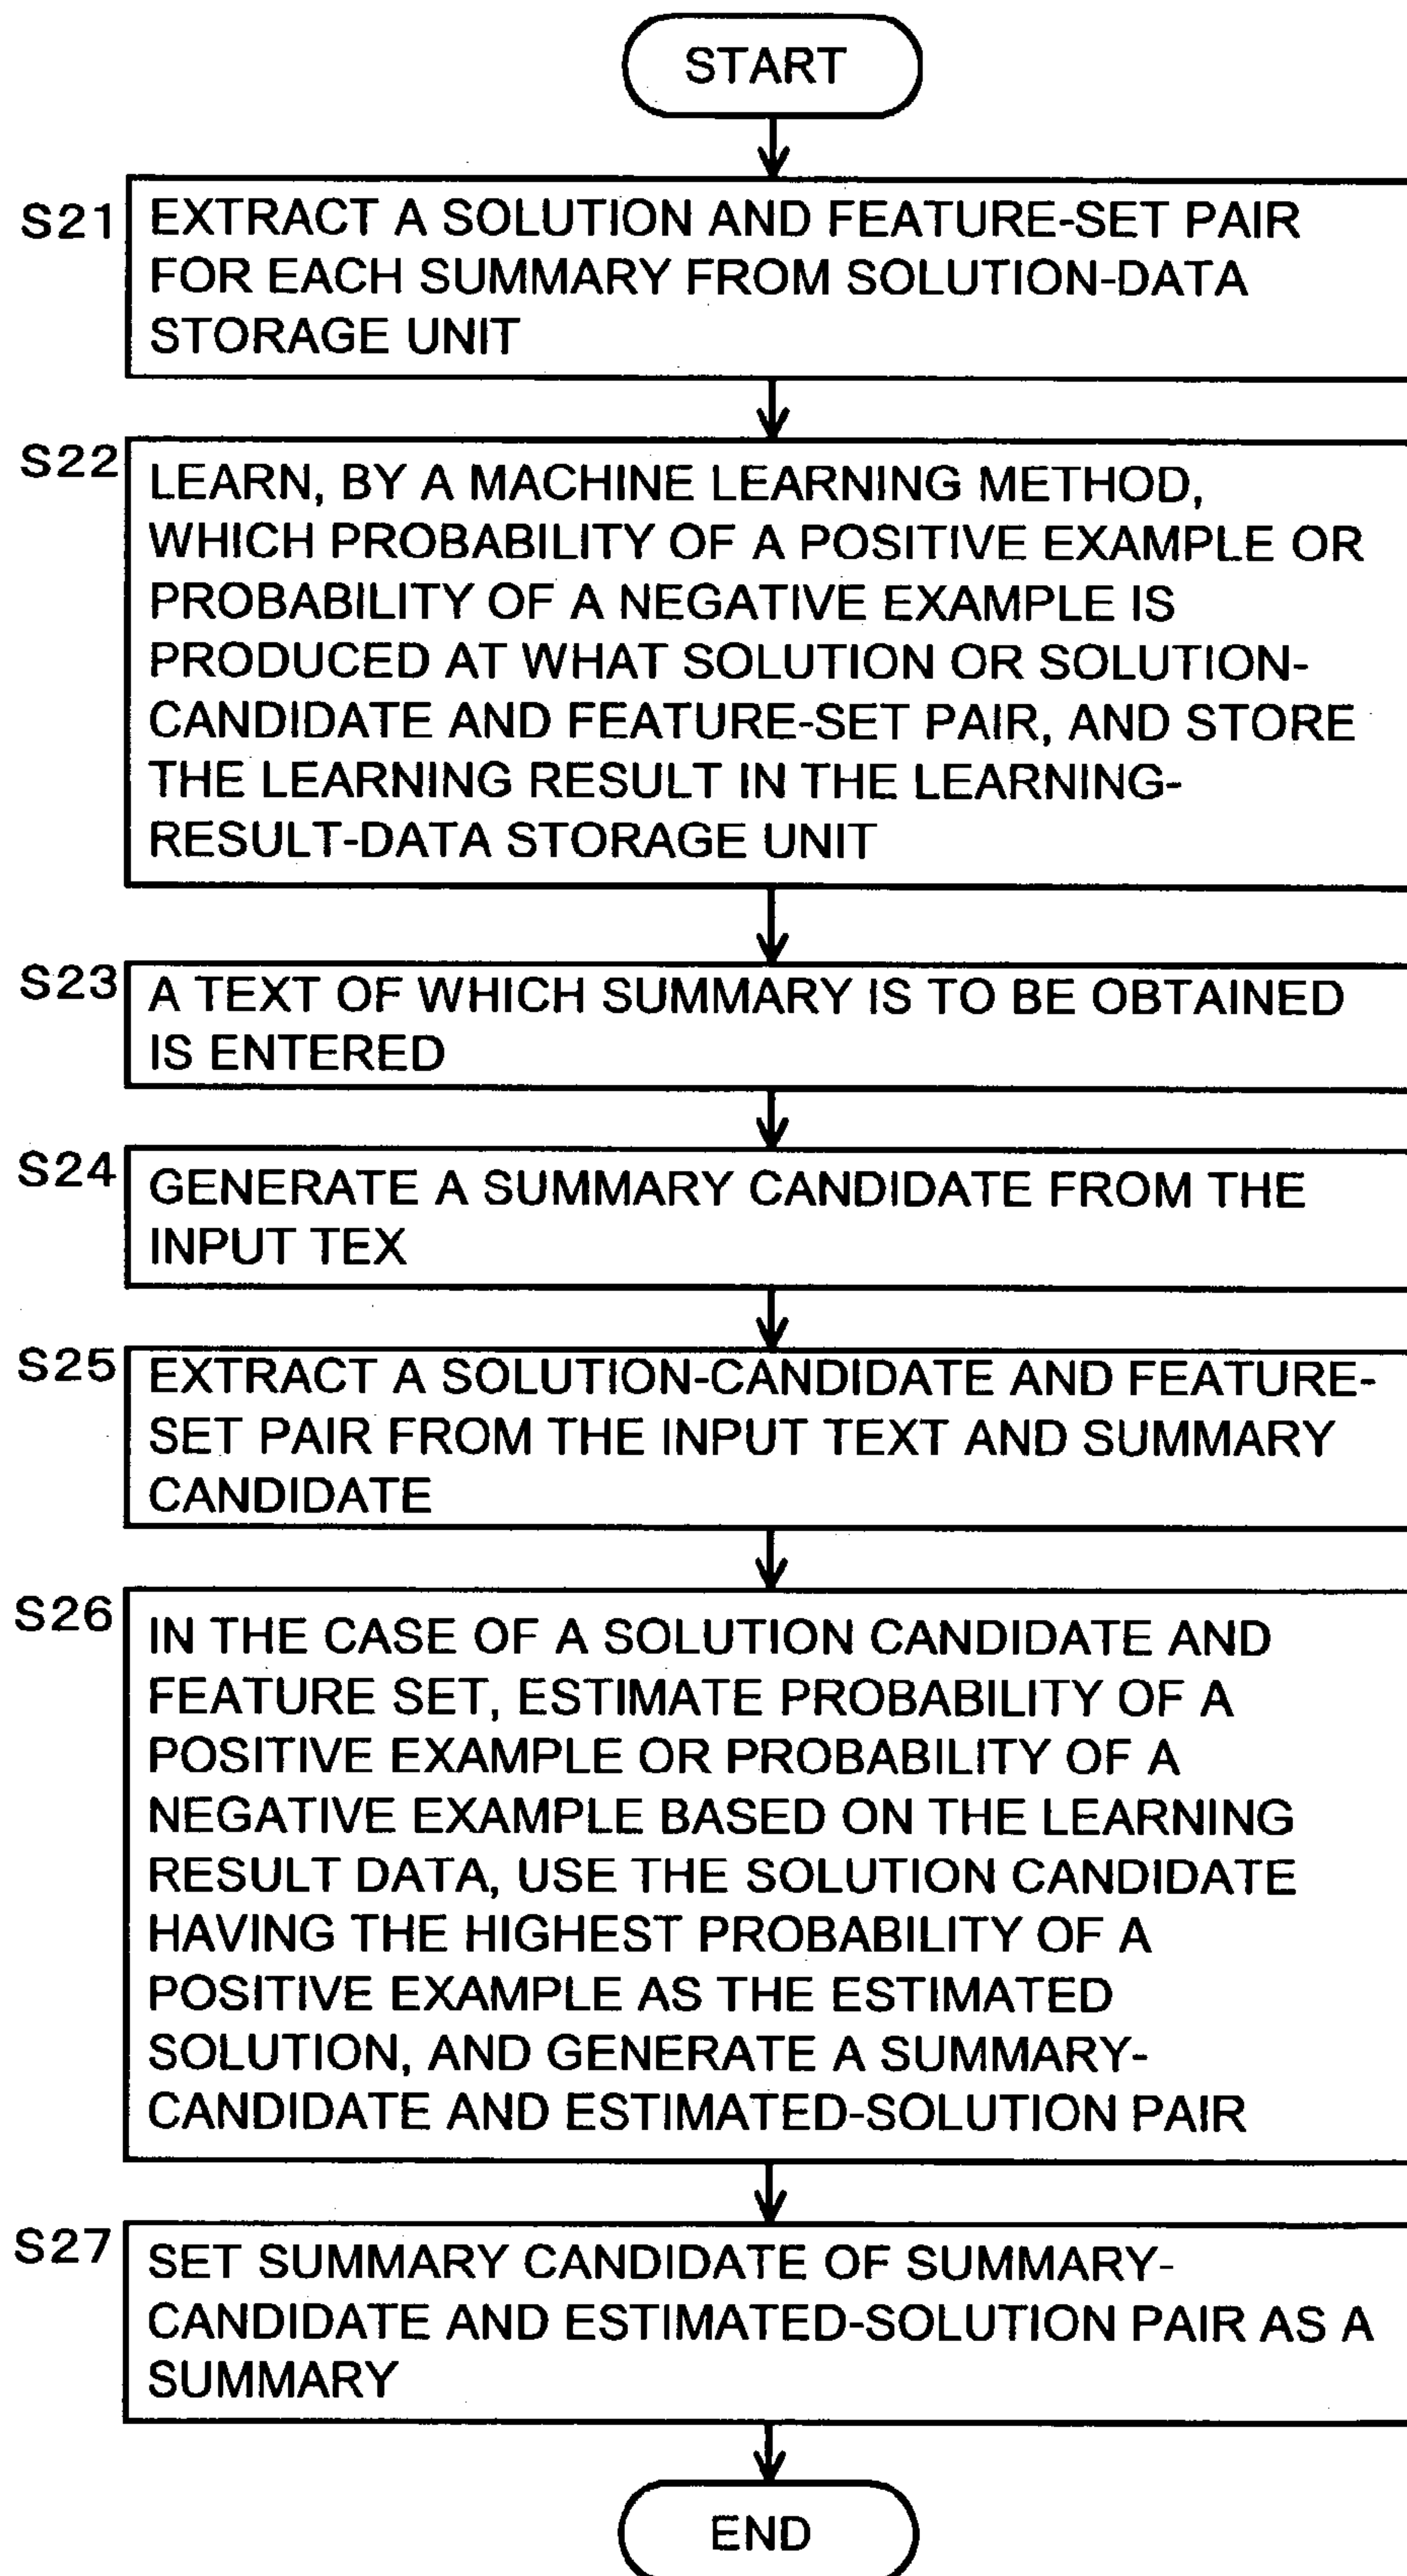 START
S21
EXTRACT A SOLUTION AND FEATURE-SET PAIR
FOR EACH SUMMARY FROM SOLUTION-DATA
STORAGE UNIT
S22
LEARN, BY A MACHINE LEARNING METHOD,
WHICH PROBABILITY OF A POSITIVE EXAMPLE OR
PROBABILITY OF A NEGATIVE EXAMPLE IS
PRODUCED AT WHAT SOLUTION OR SOLUTION-
CANDIDATE AND FEATURE-SET PAIR, AND STORE
THE LEARNING RESULT IN THE LEARNING-
RESULT-DATA STORAGE UNIT
S23
A TEXT OF WHICH SUMMARY IS TO BE OBTAINED
IS ENTERED
S24
GENERATE A SUMMARY CANDIDATE FROM THE
INPUT TEX
S25
EXTRACT A SOLUTION-CANDIDATE AND FEATURE-
SET PAIR FROM THE INPUT TEXT AND SUMMARY
CANDIDATE
S26
IN THE CASE OF A SOLUTION CANDIDATE AND
FEATURE SET, ESTIMATE PROBABILITY OF A
POSITIVE EXAMPLE OR PROBABILITY OF A
NEGATIVE EXAMPLE BASED ON THE LEARNING
RESULT DATA, USE THE SOLUTION CANDIDATE
HAVING THE HIGHEST PROBABILITY OF A
POSITIVE EXAMPLE AS THE ESTIMATED
SOLUTION, AND GENERATE A SUMMARY-
CANDIDATE AND ESTIMATED-SOLUTION PAIR
S27
SET SUMMARY CANDIDATE OF SUMMARY-
CANDIDATE AND ESTIMATED-SOLUTION PAIR AS A
SUMMARY
END